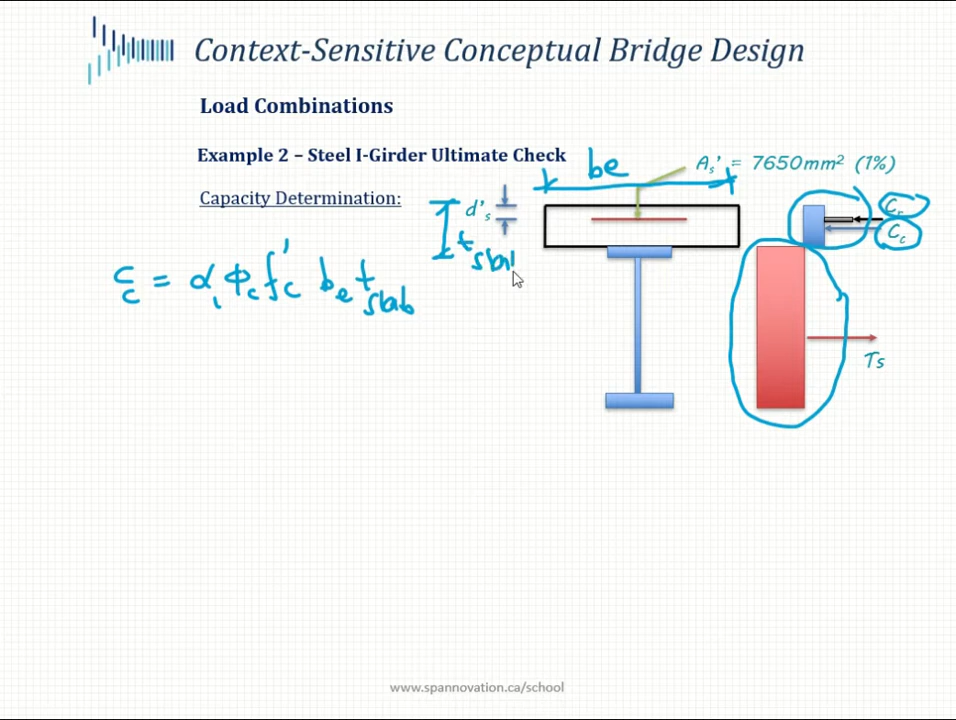 Context-Sensitive Conceptual Bridge Design
Load Combinations
Example 2 – Steel I-Girder Ultimate Check
be
As' = 7650mm² (1%)
Capacity Determination:
d's
Cr
Cc
tslab
Cc = α1 Φc f'c be tslab
Ts
www.spannovation.ca/school